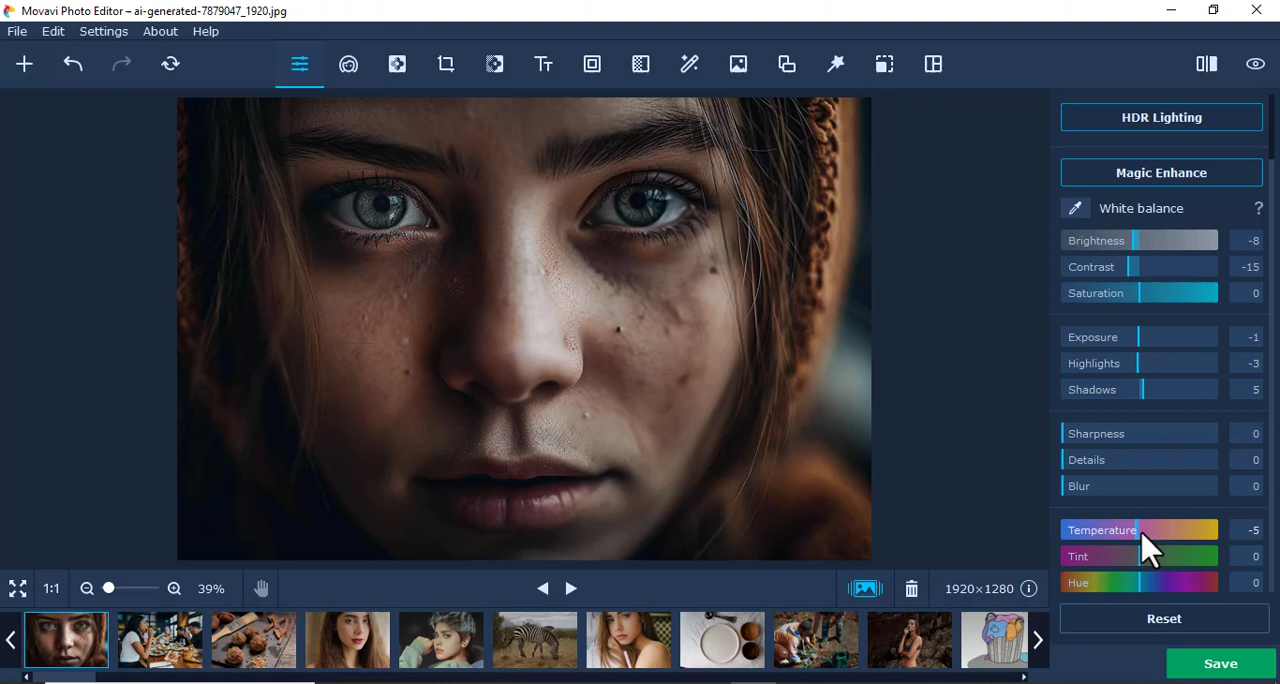 Movavi Photo Editor – ai-generated-7879047_1920.jpg
File Edit Settings About Help
HDR Lighting
Magic Enhance
White balance ?
Brightness -8
Contrast -15
Saturation 0
Exposure -1
Highlights -3
Shadows 5
Sharpness 0
Details 0
Blur 0
Temperature -5
Tint 0
Hue 0
1:1 39% 1920×1280
Reset
Save